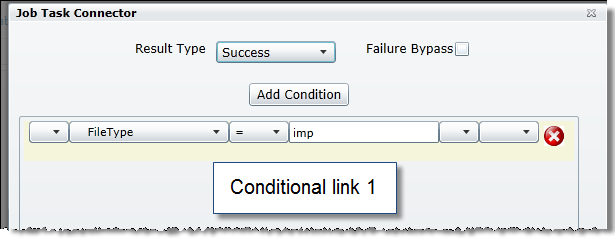 Job Task Connector
Result Type Success Failure Bypass
Add Condition
FileType = imp
Conditional link 1